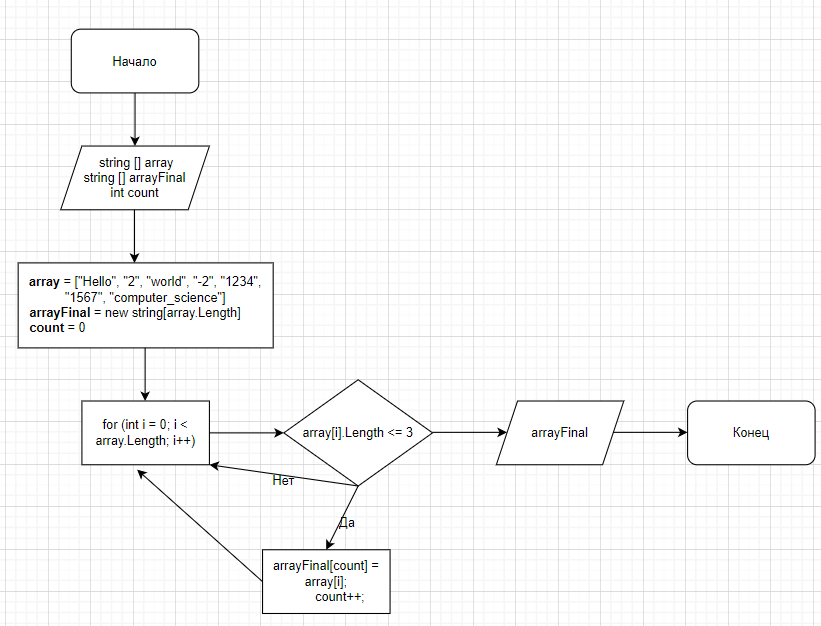 Начало
string [] array
string [] arrayFinal
int count
array = ["Hello", "2", "world", "-2", "1234",
"1567", "computer_science"]
arrayFinal = new string[array.Length]
count = 0
for (int i = 0; i <
array.Length; i++)
array[i].Length <= 3
arrayFinal
Конец
Нет
Да
arrayFinal[count] =
array[i];
count++;